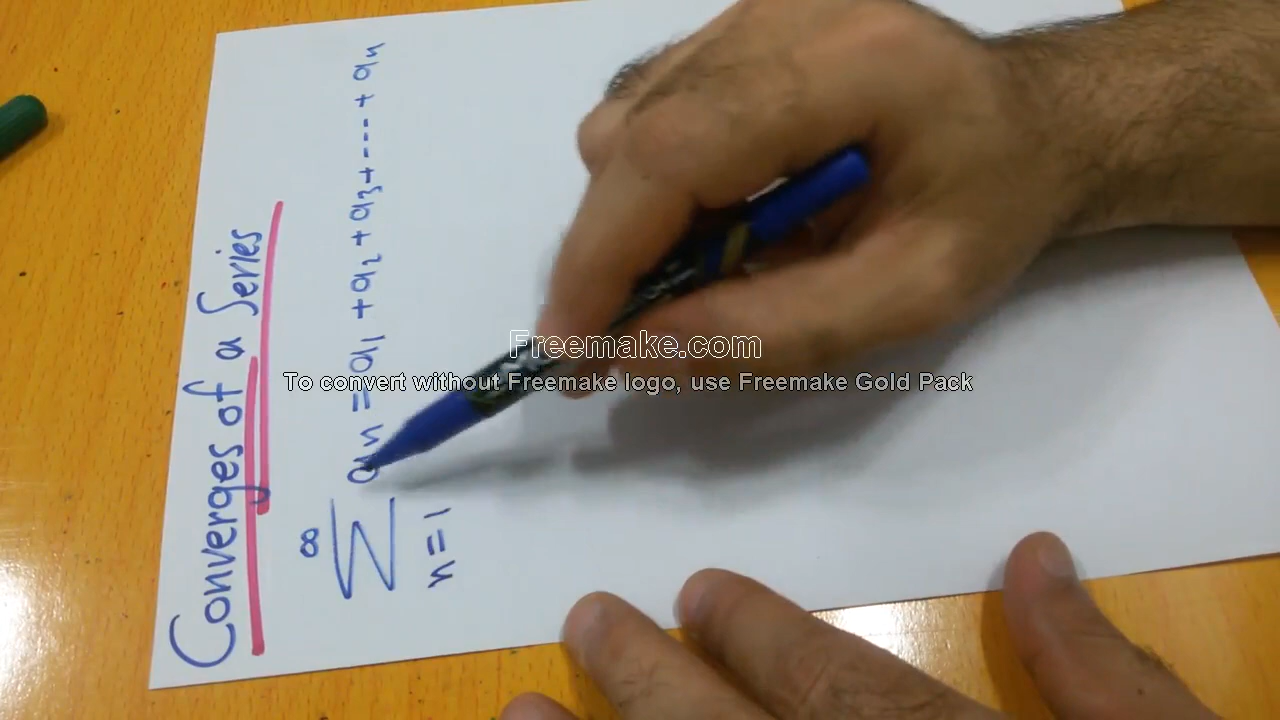 Converges of a Series
∞
∑ an = a1 + a2 + a3 + ---- + an
n = 1
Freemake.com
To convert without Freemake logo, use Freemake Gold Pack